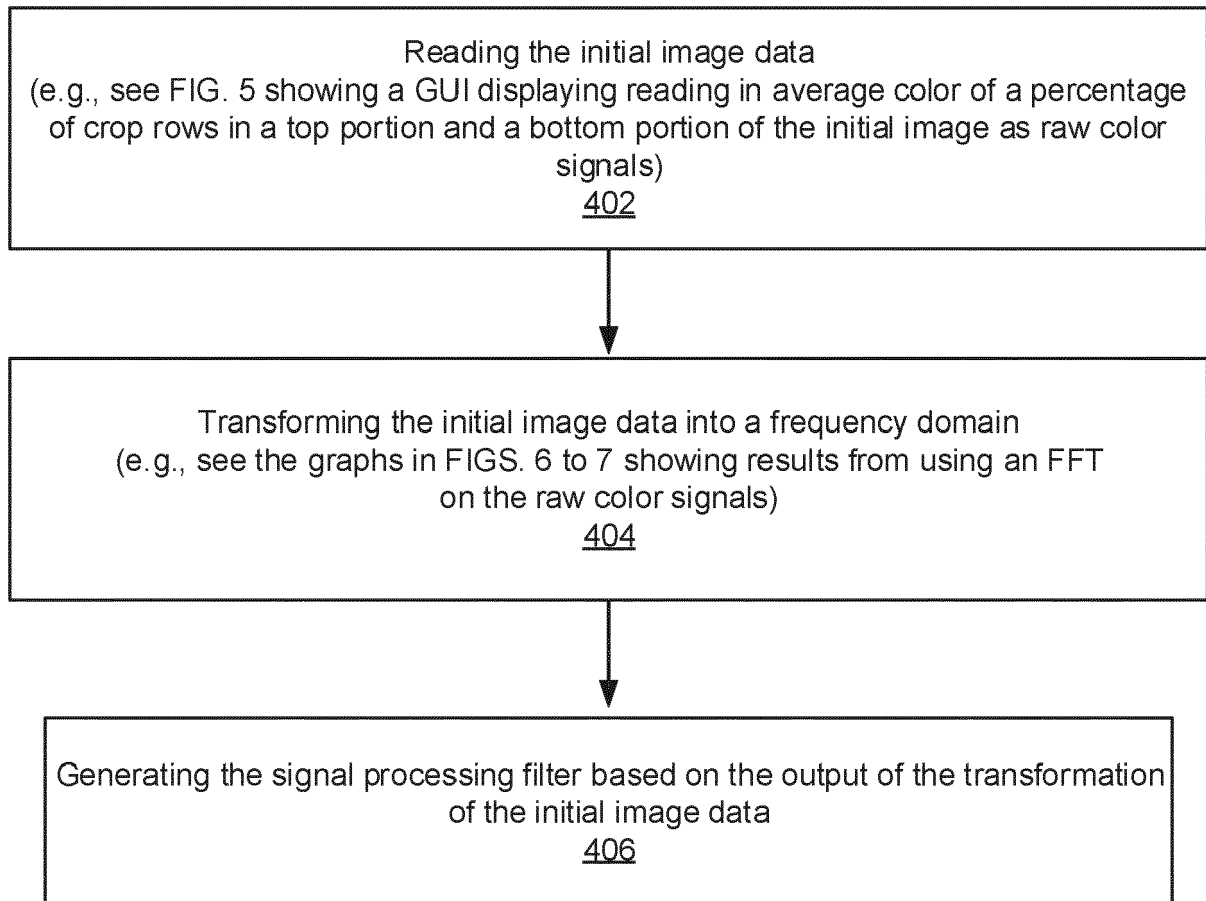 Reading the initial image data
(e.g., see FIG. 5 showing a GUI displaying reading in average color of a percentage
of crop rows in a top portion and a bottom portion of the initial image as raw color
signals)
402
Transforming the initial image data into a frequency domain
(e.g., see the graphs in FIGS. 6 to 7 showing results from using an FFT
on the raw color signals)
404
Generating the signal processing filter based on the output of the transformation
of the initial image data
406